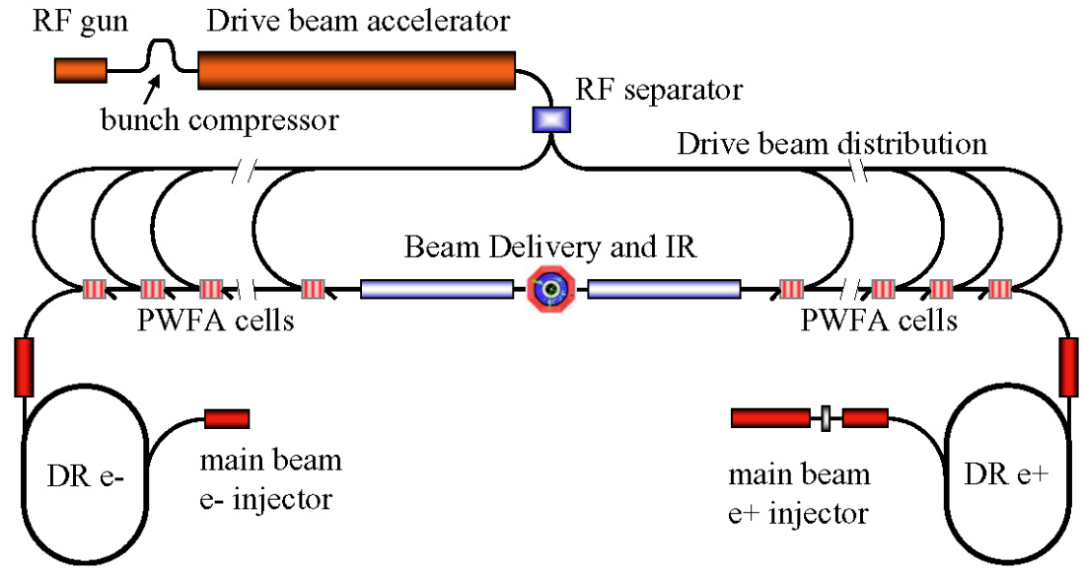 RF gun
Drive beam accelerator
bunch compressor
RF separator
Drive beam distribution
Beam Delivery and IR
PWFA cells
PWFA cells
DR e-
main beam
e- injector
main beam
e+ injector
DR e+